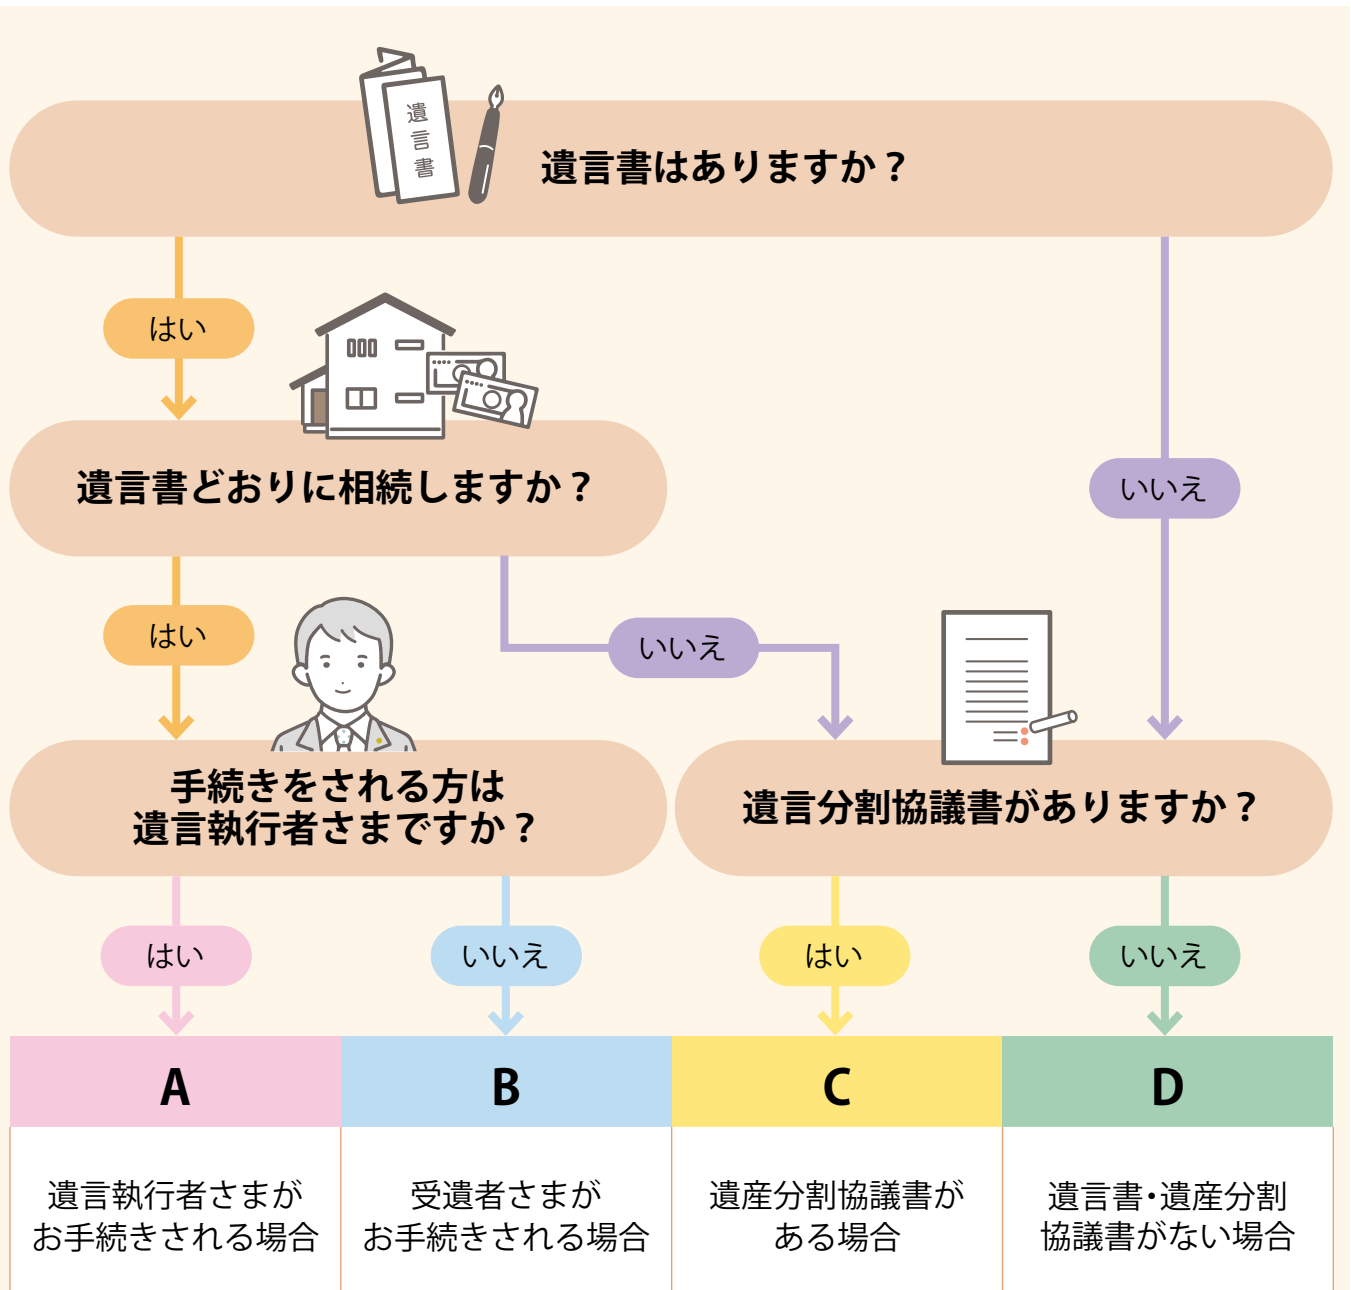 遺言書
遺言書はありますか？
はい
遺言書どおりに相続しますか？
いいえ
はい
いいえ
手続きをされる方は
遺言執行者さまですか？
遺言分割協議書がありますか？
はい
いいえ
はい
いいえ
A
B
C
D
遺言執行者さまが
お手続きされる場合
受遺者さまが
お手続きされる場合
遺産分割協議書が
ある場合
遺言書・遺産分割
協議書がない場合